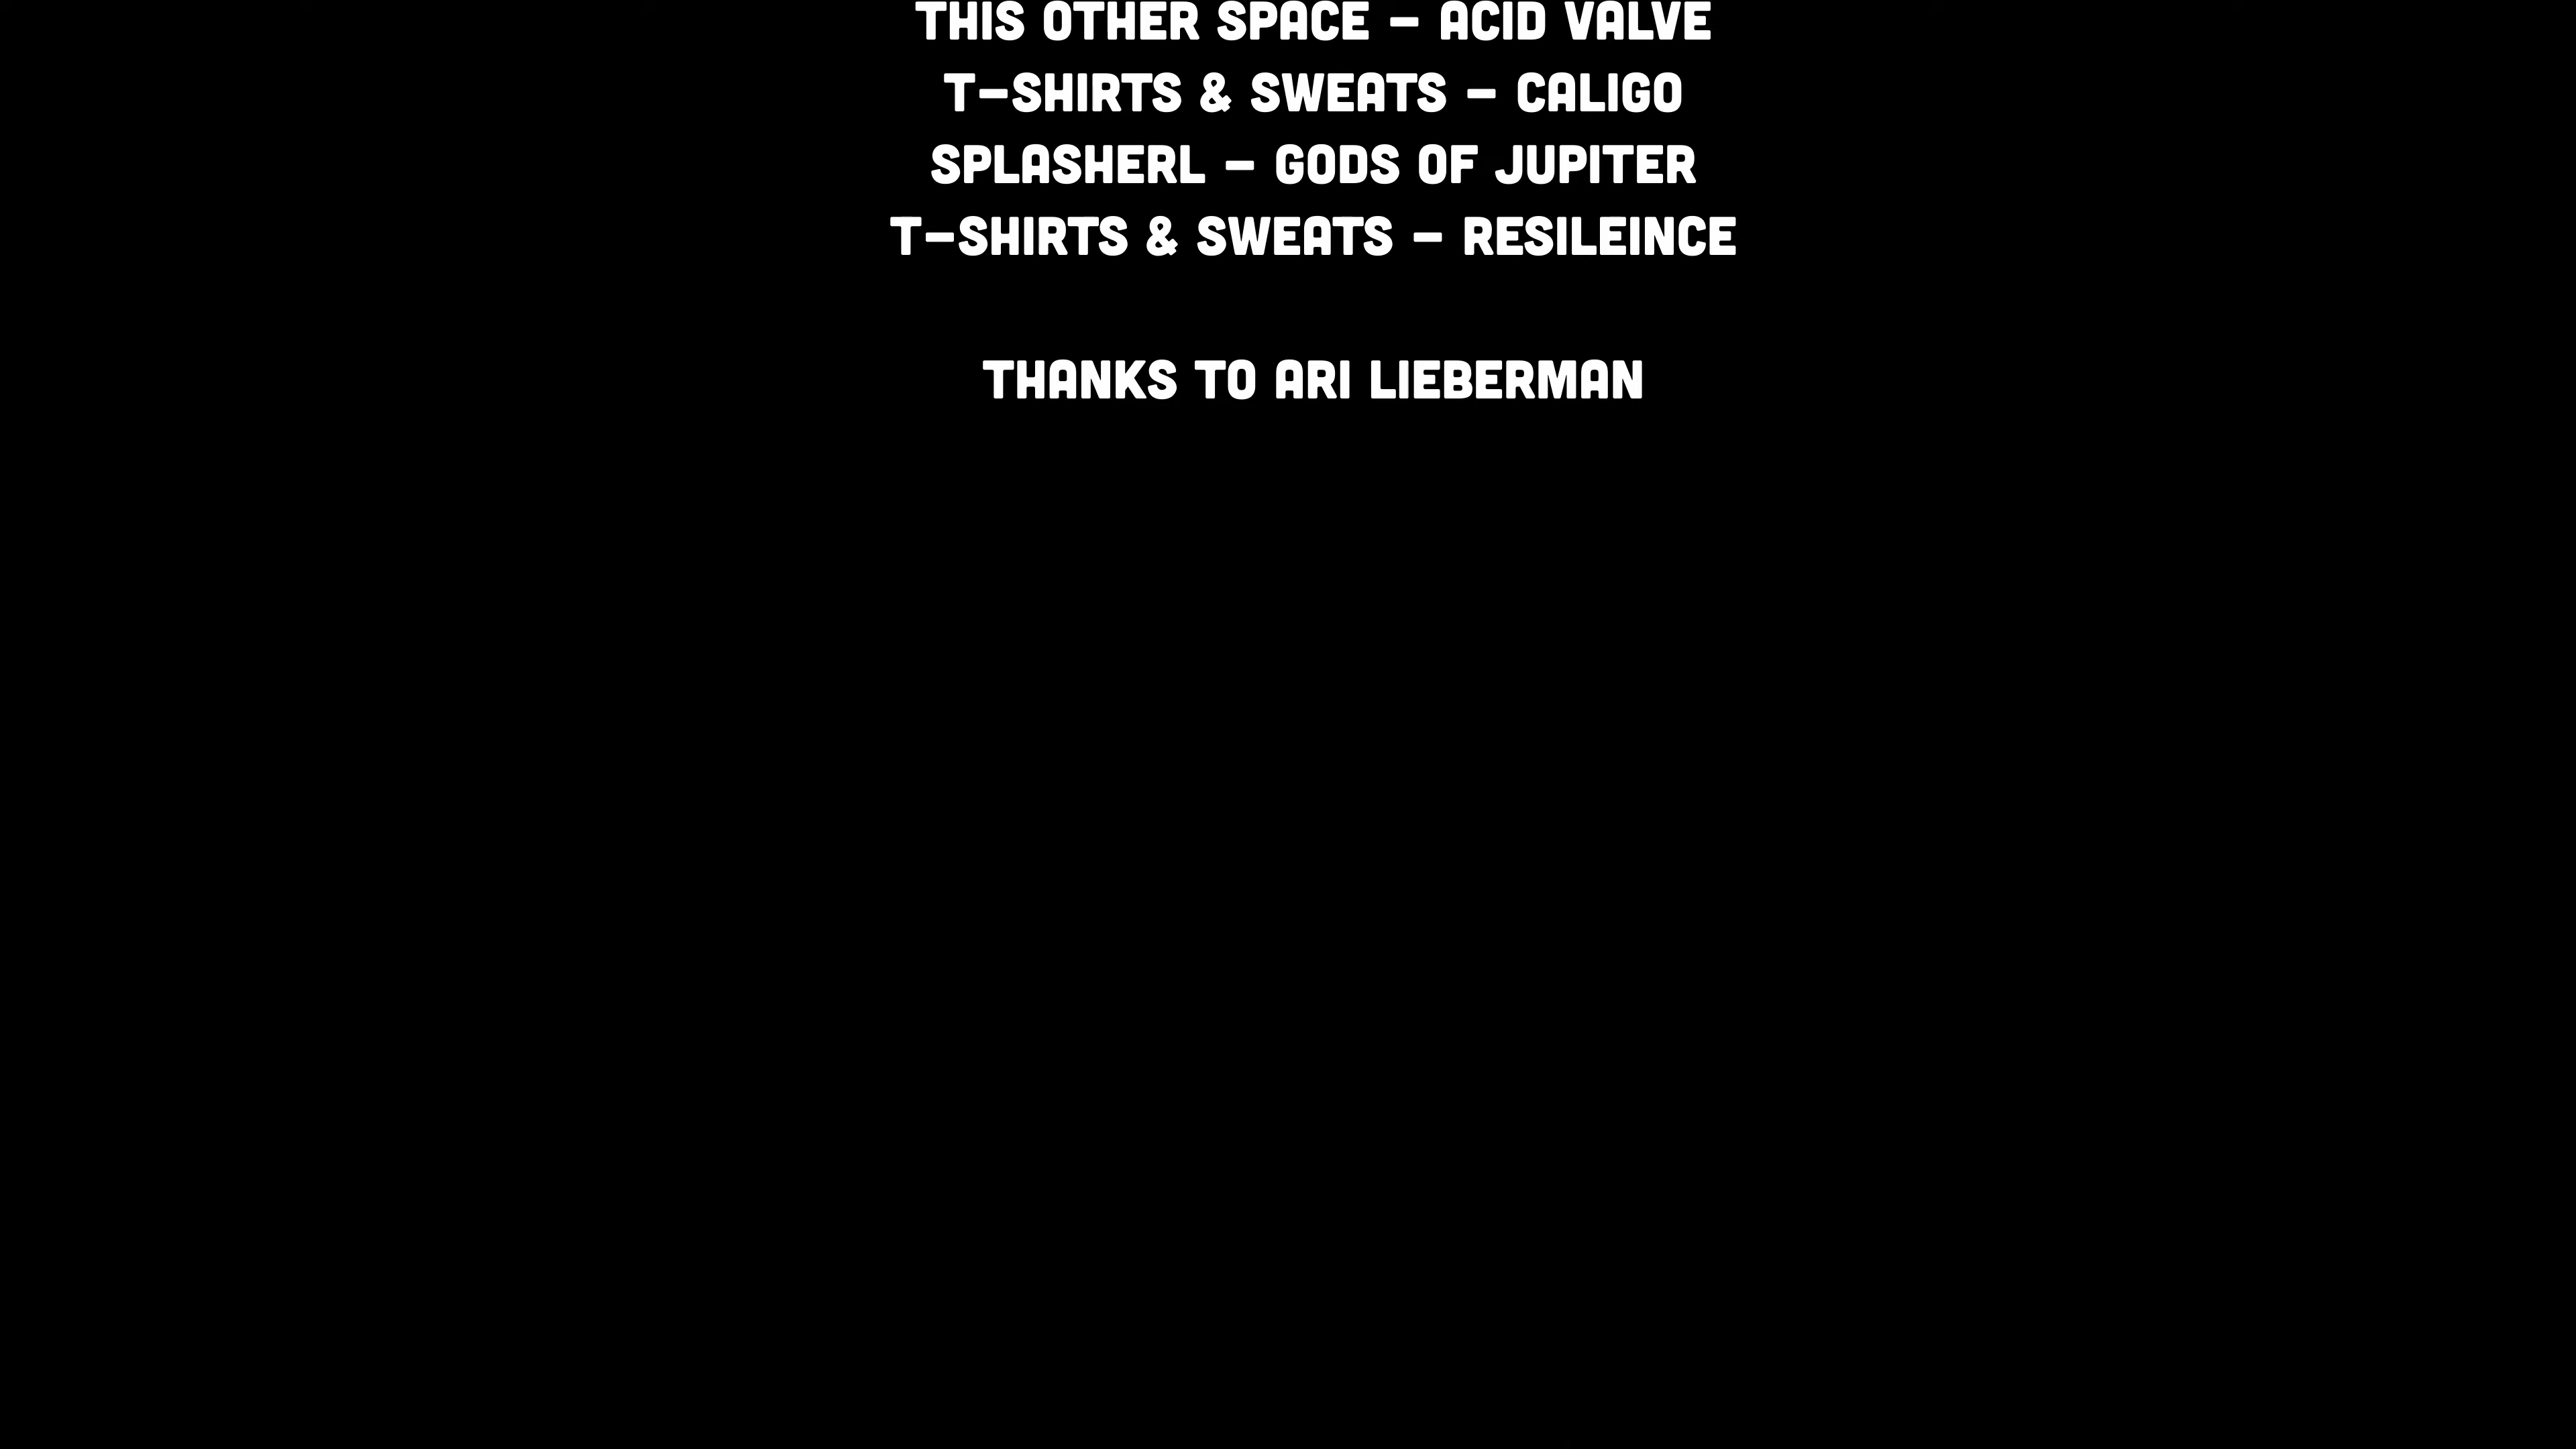 THIS OTHER SPACE – ACID VALVE
T-SHIRTS & SWEATS – CALIGO
SPLASHERL – GODS OF JUPITER
T-SHIRTS & SWEATS – RESILEINCE
THANKS TO ARI LIEBERMAN